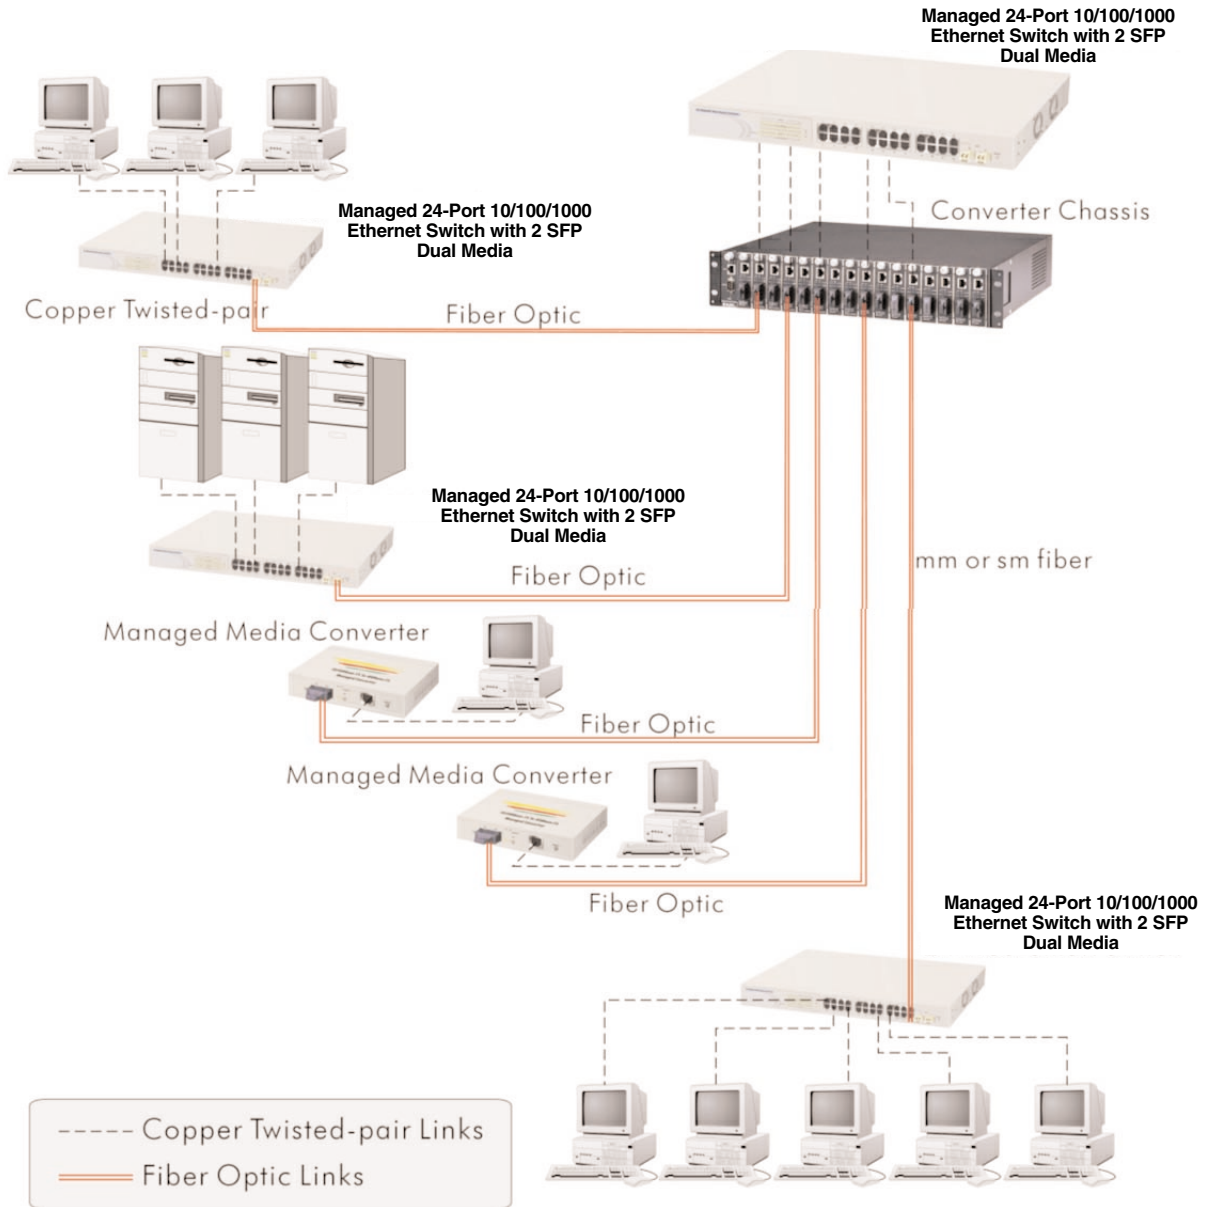 Managed 24-Port 10/100/1000
Ethernet Switch with 2 SFP
Dual Media
Managed 24-Port 10/100/1000
Ethernet Switch with 2 SFP
Dual Media
Converter Chassis
Copper Twisted-pair
Fiber Optic
Managed 24-Port 10/100/1000
Ethernet Switch with 2 SFP
Dual Media
Fiber Optic
mm or sm fiber
Managed Media Converter
Fiber Optic
Managed Media Converter
Fiber Optic
Managed 24-Port 10/100/1000
Ethernet Switch with 2 SFP
Dual Media
Copper Twisted-pair Links
Fiber Optic Links